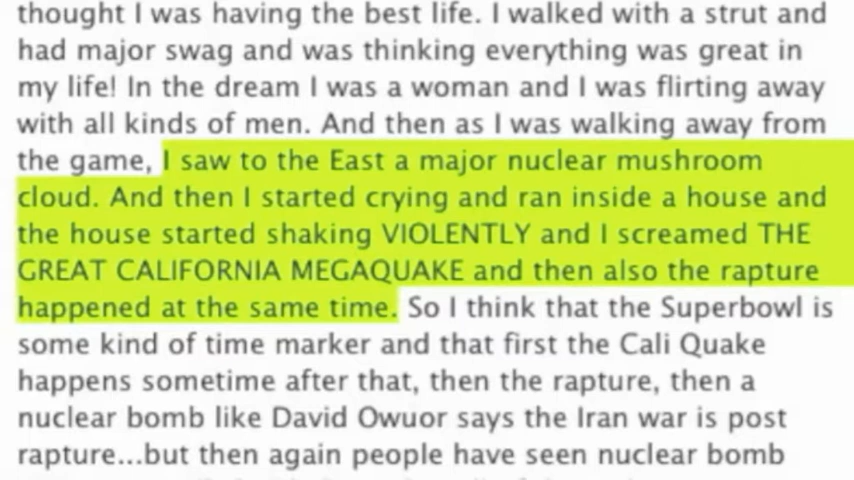 thought I was having the best life. I walked with a strut and
had major swag and was thinking everything was great in
my life! In the dream I was a woman and I was flirting away
with all kinds of men. And then as I was walking away from
the game, I saw to the East a major nuclear mushroom
cloud. And then I started crying and ran inside a house and
the house started shaking VIOLENTLY and I screamed THE
GREAT CALIFORNIA MEGAQUAKE and then also the rapture
happened at the same time. So I think that the Superbowl is
some kind of time marker and that first the Cali Quake
happens sometime after that, then the rapture, then a
nuclear bomb like David Owuor says the Iran war is post
rapture...but then again people have seen nuclear bomb